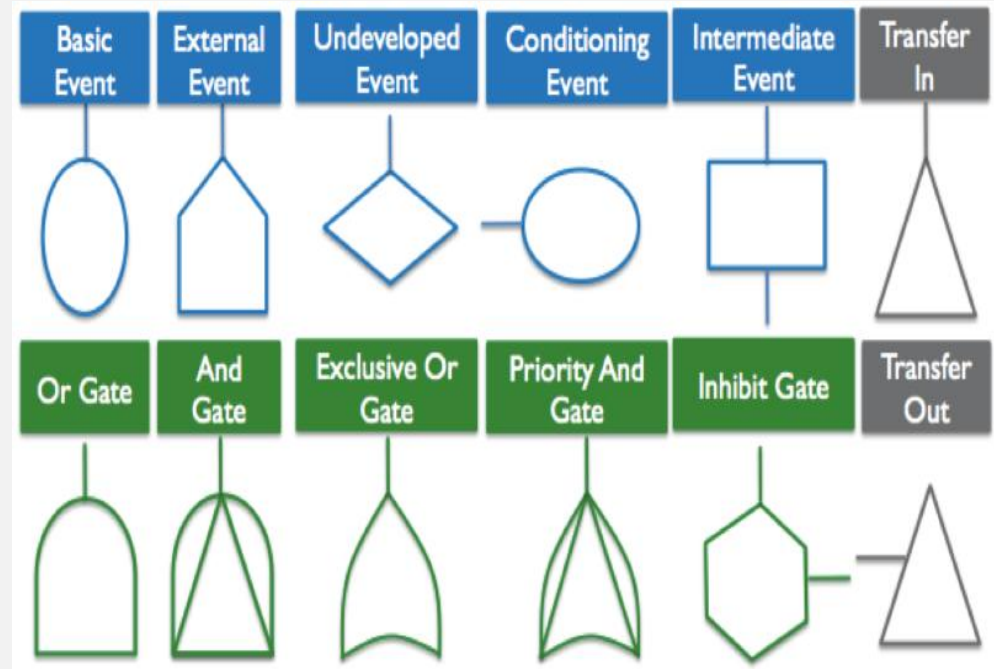 Basic
Event
External
Event
Undeveloped
Event
Conditioning
Event
Intermediate
Event
Transfer
In
Or Gate
And
Gate
Exclusive Or
Gate
Priority And
Gate
Inhibit Gate
Transfer
Out